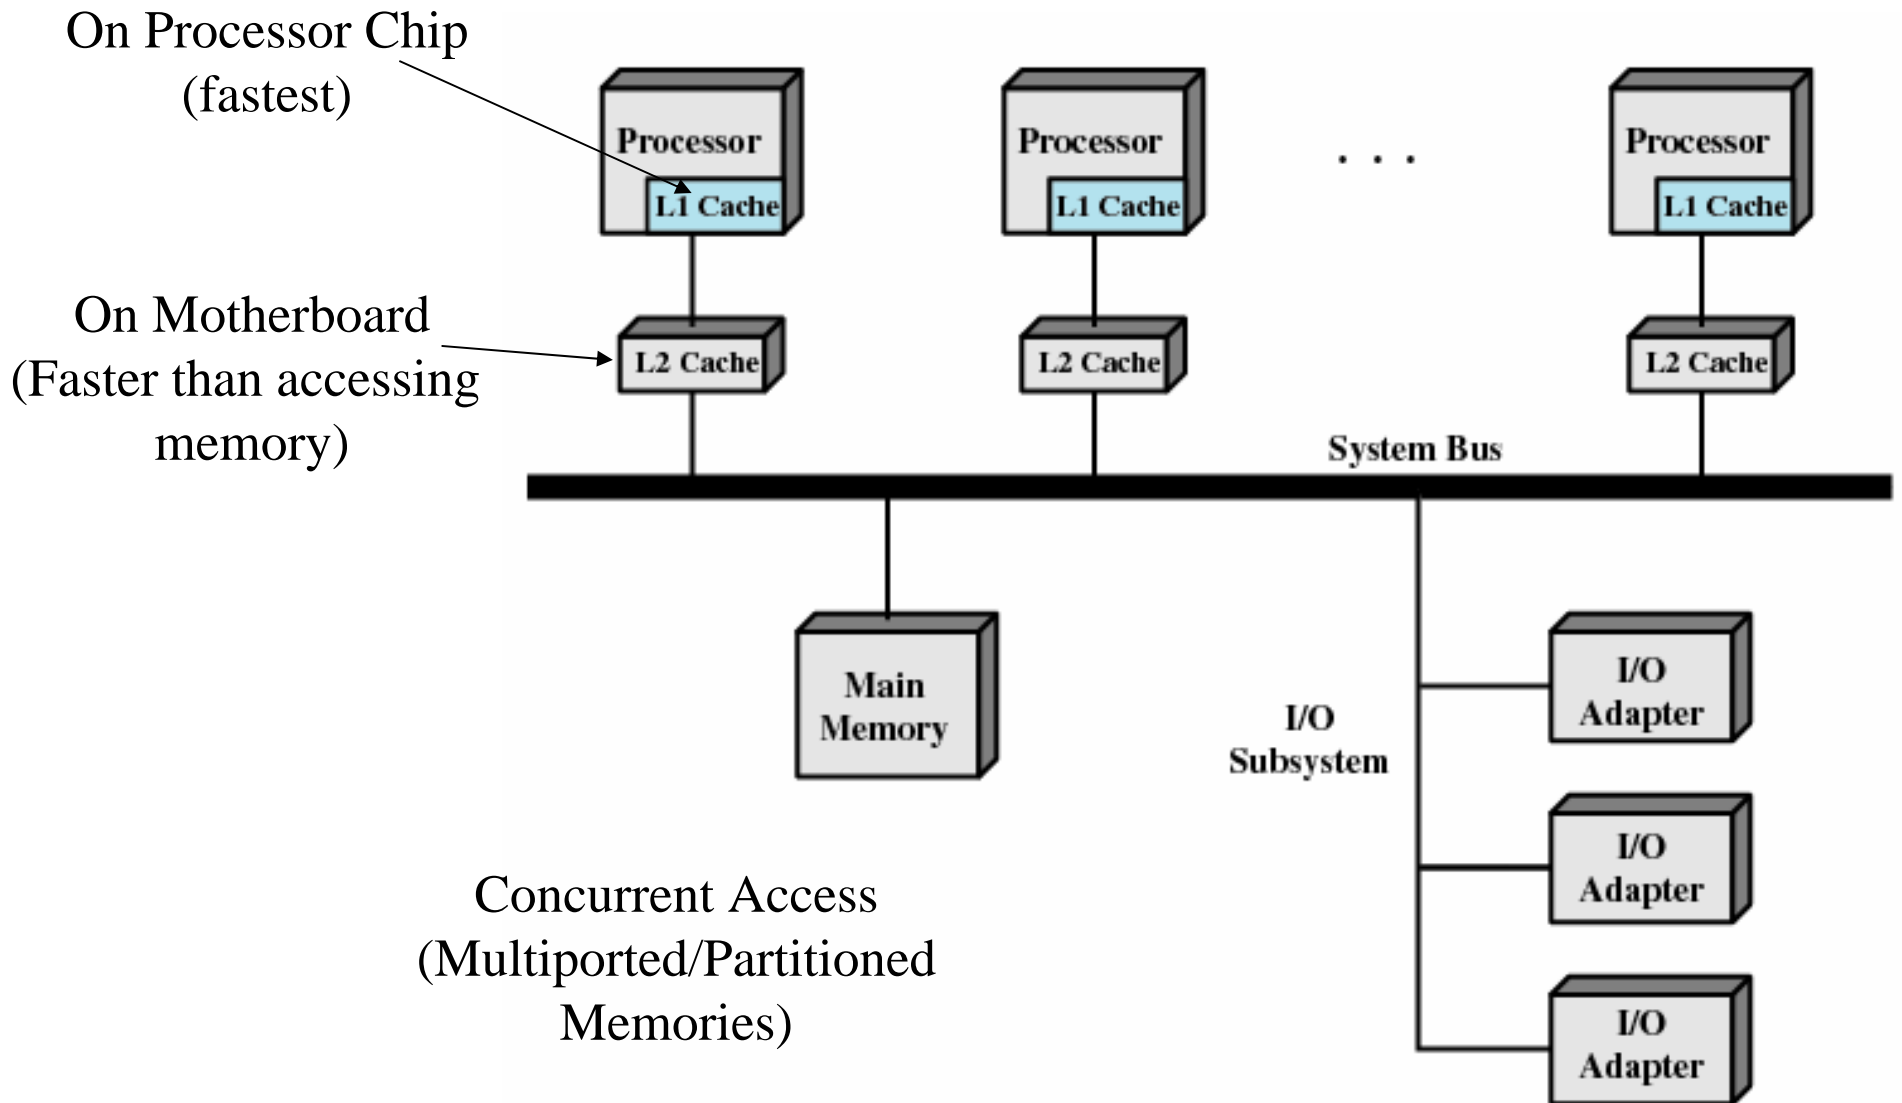 On Processor Chip
(fastest)
Processor
L1 Cache
Processor
L1 Cache
. . .
Processor
L1 Cache
On Motherboard
(Faster than accessing
memory)
L2 Cache
L2 Cache
L2 Cache
System Bus
Main
Memory
I/O
Subsystem
I/O
Adapter
I/O
Adapter
I/O
Adapter
Concurrent Access
(Multiported/Partitioned
Memories)